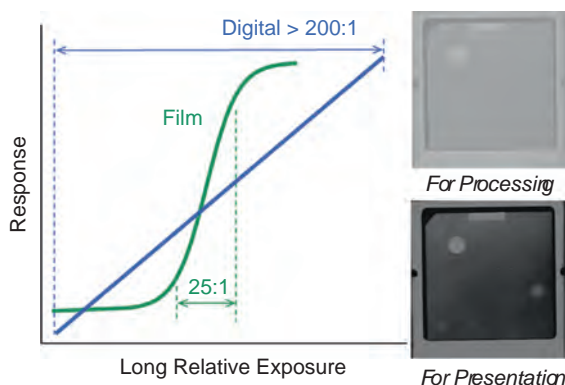 Digital > 200:1
Film
25:1
Response
Long Relative Exposure
For Processing
For Presentation